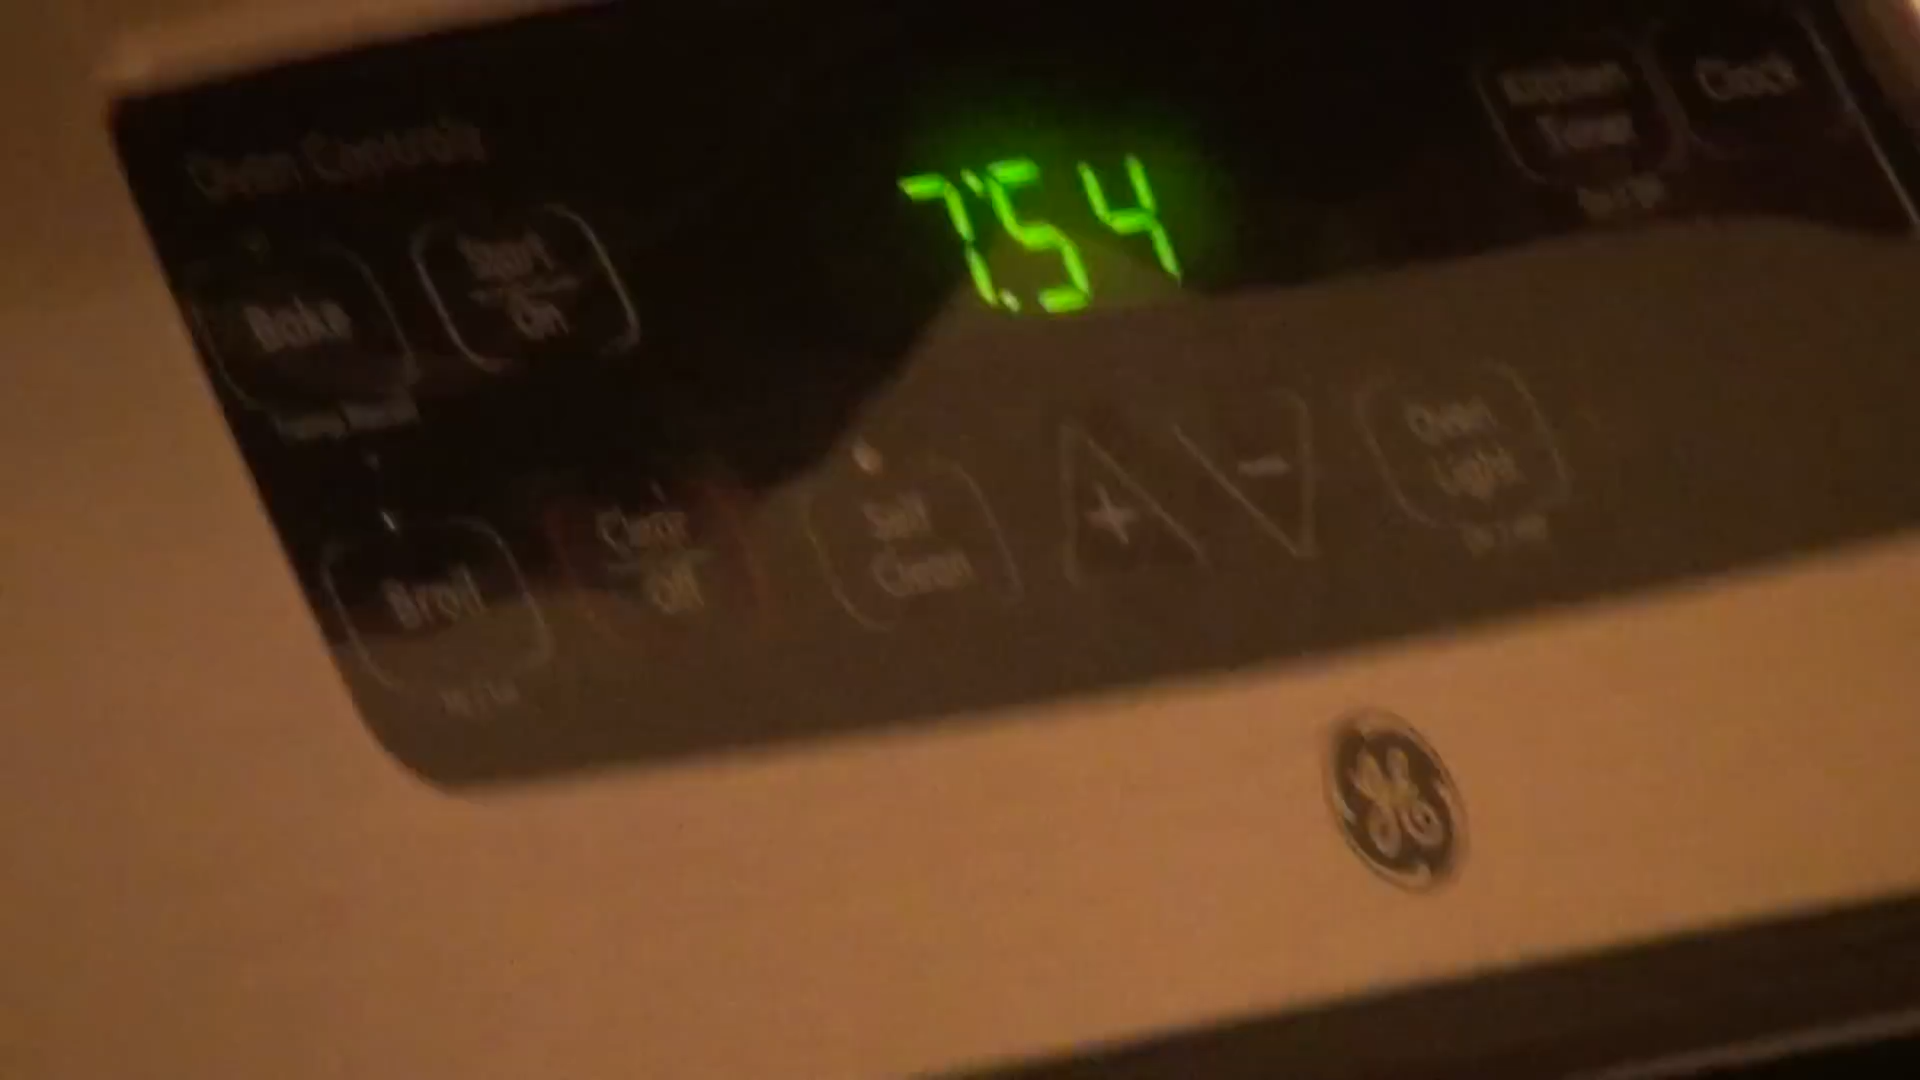 Oven Controls
7:54
Kitchen
Timer
Clock
Bake
Start
On
Broil
Clear
Off
Self
Clean
+
-
Oven
Light